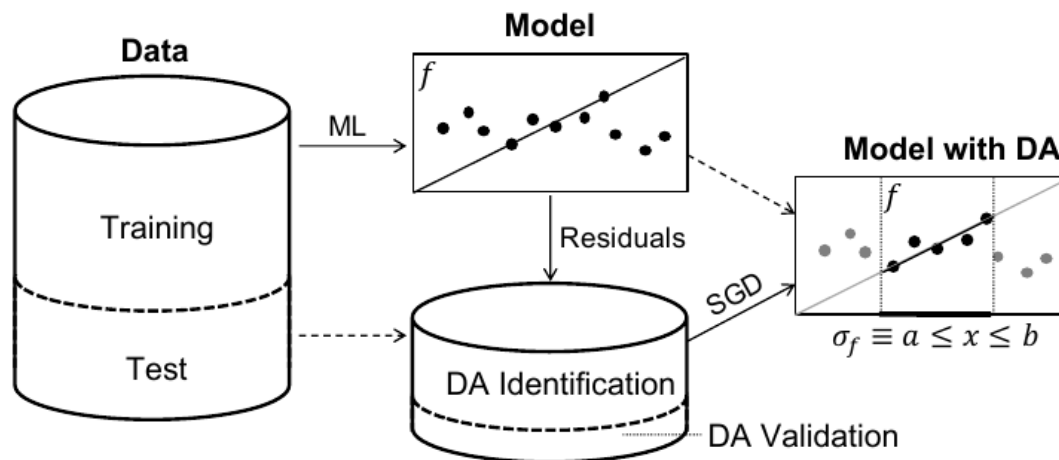 Data
Training
Test
ML
Model
f
Residuals
DA Identification
DA Validation
SGD
Model with DA
f
σ_f ≡ a ≤ x ≤ b